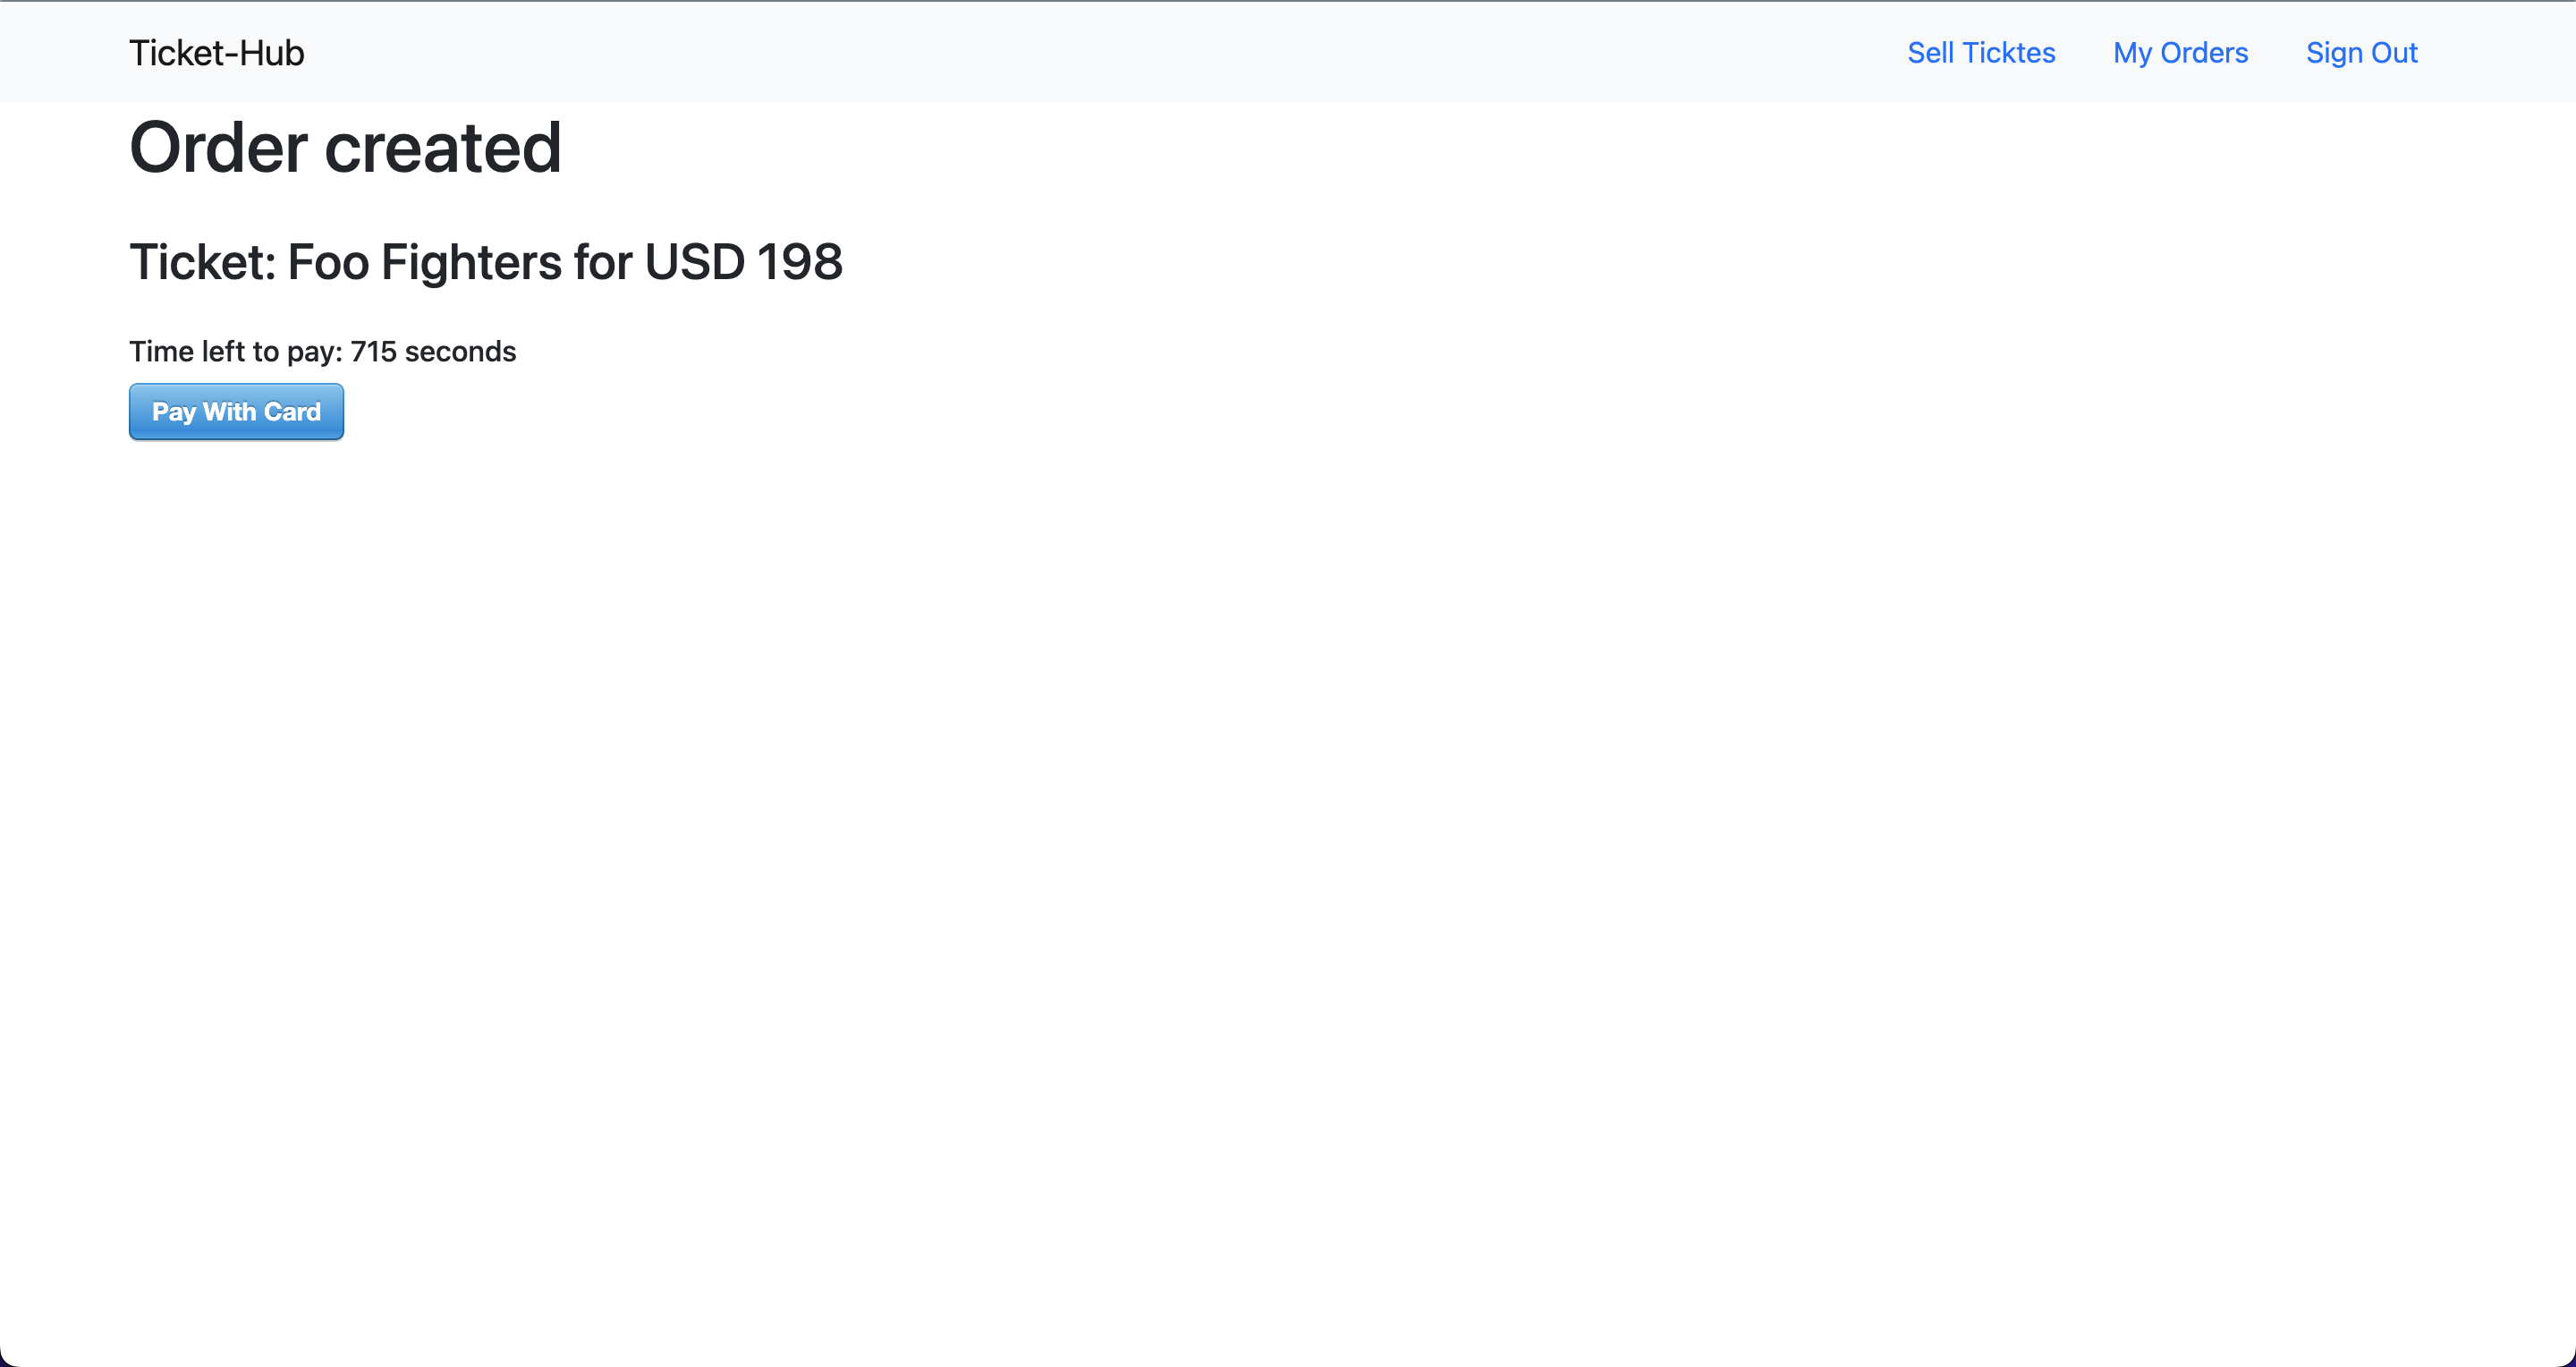 Ticket-Hub Sell Ticktes My Orders Sign Out
Order created
Ticket: Foo Fighters for USD 198
Time left to pay: 715 seconds
Pay With Card